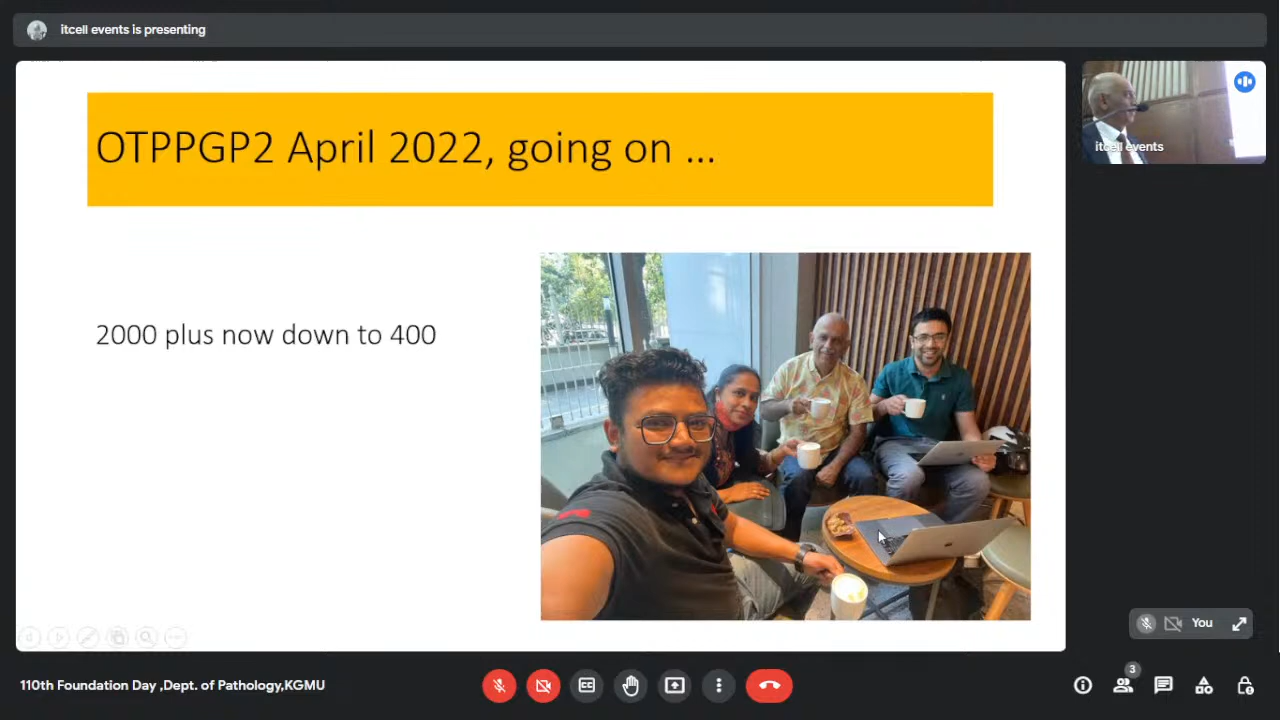 itcell events is presenting
OTPPGP2 April 2022, going on ...
2000 plus now down to 400
itcell events
You
110th Foundation Day ,Dept. of Pathology,KGMU
3